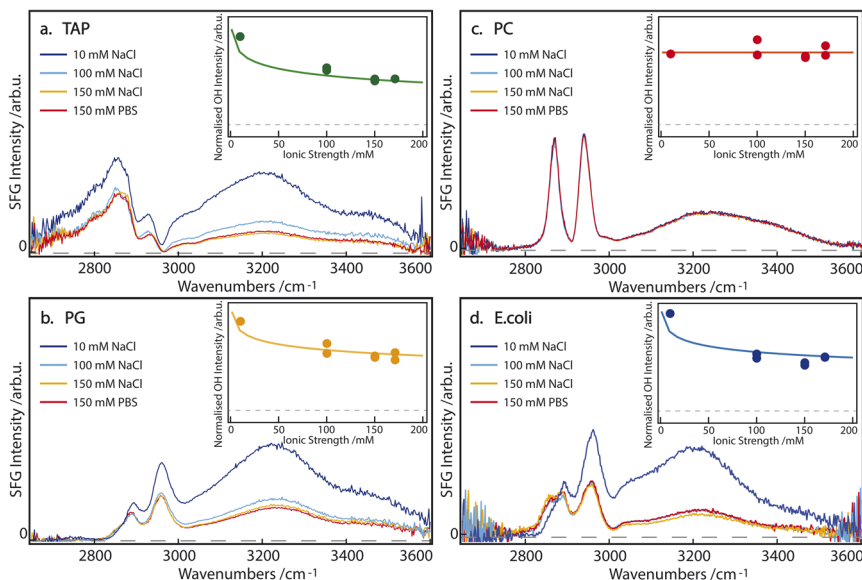 a. TAP
10 mM NaCl
100 mM NaCl
150 mM NaCl
150 mM PBS
SFG Intensity /arb.u.
0
2800 3000 3200 3400 3600
Wavenumbers /cm-1
Normalised OH Intensity/arb.u.
0 50 100 150 200
Ionic Strength /mM
c. PC
10 mM NaCl
100 mM NaCl
150 mM NaCl
150 mM PBS
SFG Intensity /arb.u.
0
2800 3000 3200 3400 3600
Wavenumbers /cm-1
Normalised OH Intensity/arb.u.
0 50 100 150 200
Ionic Strength /mM
b. PG
10 mM NaCl
100 mM NaCl
150 mM NaCl
150 mM PBS
SFG Intensity /arb.u.
0
2800 3000 3200 3400 3600
Wavenumbers /cm-1
Normalised OH Intensity/arb.u.
0 50 100 150 200
Ionic Strength /mM
d. E.coli
10 mM NaCl
100 mM NaCl
150 mM NaCl
150 mM PBS
SFG Intensity /arb.u.
0
2800 3000 3200 3400 3600
Wavenumbers /cm-1
Normalised OH Intensity/arb.u.
0 50 100 150 200
Ionic Strength /mM